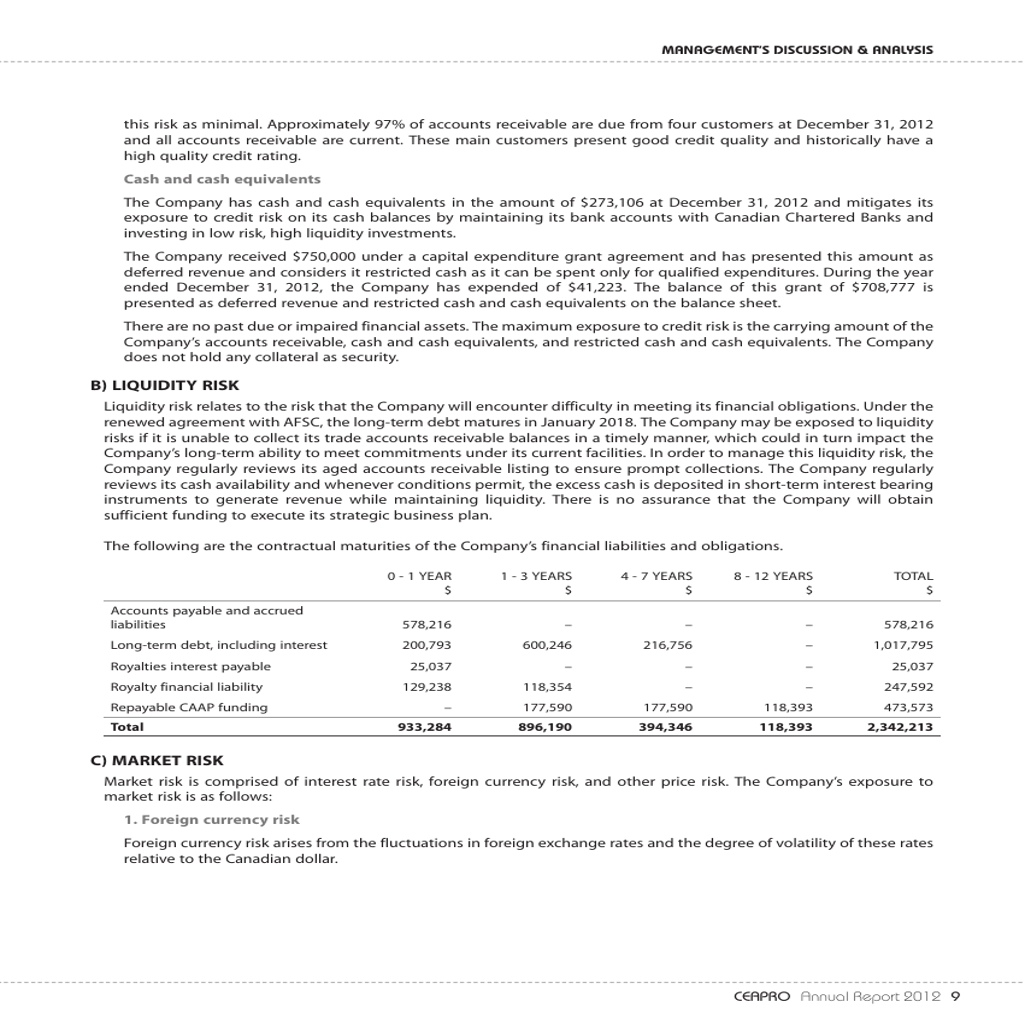 MANAGEMENT'S DISCUSSION & ANALYSIS
this risk as minimal. Approximately 97% of accounts receivable are due from four customers at December 31, 2012
and all accounts receivable are current. These main customers present good credit quality and historically have a
high quality credit rating.
Cash and cash equivalents
The Company has cash and cash equivalents in the amount of $273,106 at December 31, 2012 and mitigates its
exposure to credit risk on its cash balances by maintaining its bank accounts with Canadian Chartered Banks and
investing in low risk, high liquidity investments.
The Company received $750,000 under a capital expenditure grant agreement and has presented this amount as
deferred revenue and considers it restricted cash as it can be spent only for qualified expenditures. During the year
ended December 31, 2012, the Company has expended of $41,223. The balance of this grant of $708,777 is
presented as deferred revenue and restricted cash and cash equivalents on the balance sheet.
There are no past due or impaired financial assets. The maximum exposure to credit risk is the carrying amount of the
Company's accounts receivable, cash and cash equivalents, and restricted cash and cash equivalents. The Company
does not hold any collateral as security.
B) LIQUIDITY RISK
Liquidity risk relates to the risk that the Company will encounter difficulty in meeting its financial obligations. Under the
renewed agreement with AFSC, the long-term debt matures in January 2018. The Company may be exposed to liquidity
risks if it is unable to collect its trade accounts receivable balances in a timely manner, which could in turn impact the
Company's long-term ability to meet commitments under its current facilities. In order to manage this liquidity risk, the
Company regularly reviews its aged accounts receivable listing to ensure prompt collections. The Company regularly
reviews its cash availability and whenever conditions permit, the excess cash is deposited in short-term interest bearing
instruments to generate revenue while maintaining liquidity. There is no assurance that the Company will obtain
sufficient funding to execute its strategic business plan.
The following are the contractual maturities of the Company's financial liabilities and obligations.
0 - 1 YEAR 1 - 3 YEARS 4 - 7 YEARS 8 - 12 YEARS TOTAL
$ $ $ $ $
Accounts payable and accrued
liabilities 578,216 – – – 578,216
Long-term debt, including interest 200,793 600,246 216,756 – 1,017,795
Royalties interest payable 25,037 – – – 25,037
Royalty financial liability 129,238 118,354 – – 247,592
Repayable CAAP funding – 177,590 177,590 118,393 473,573
Total 933,284 896,190 394,346 118,393 2,342,213
C) MARKET RISK
Market risk is comprised of interest rate risk, foreign currency risk, and other price risk. The Company's exposure to
market risk is as follows:
1. Foreign currency risk
Foreign currency risk arises from the fluctuations in foreign exchange rates and the degree of volatility of these rates
relative to the Canadian dollar.
CEAPRO Annual Report 2012 9